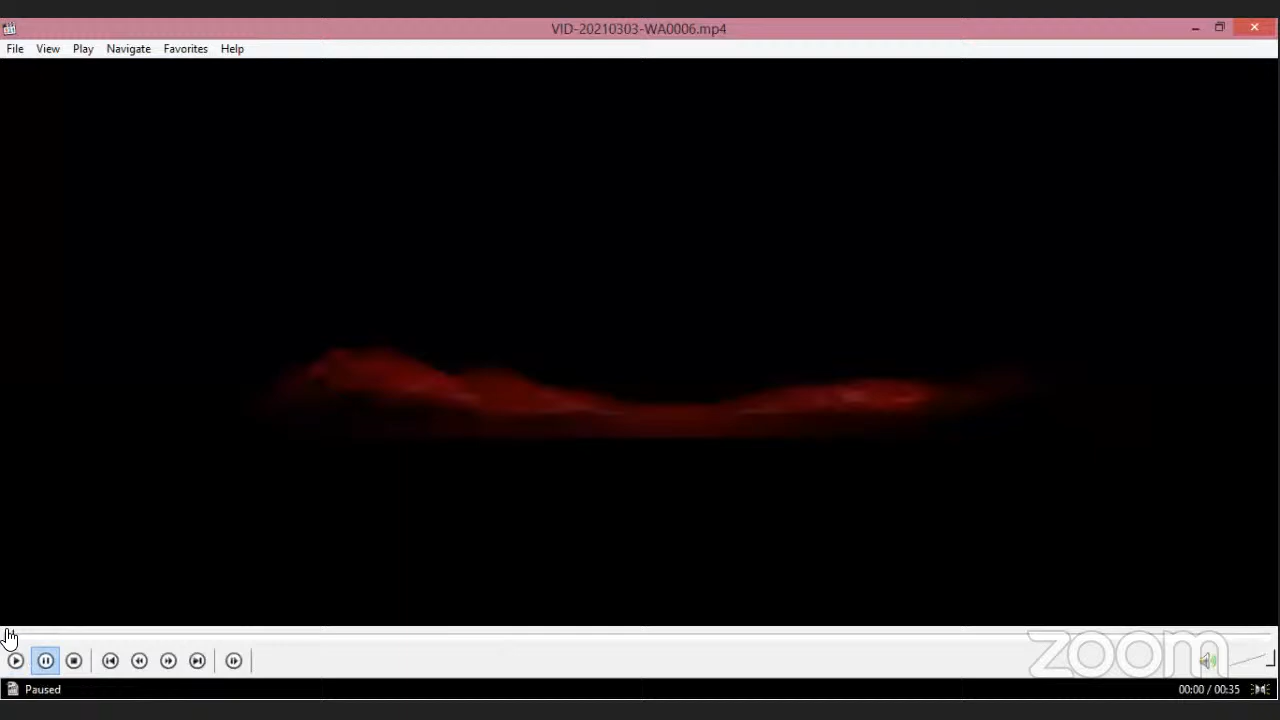 VID-20210303-WA0006.mp4
File View Play Navigate Favorites Help
zoom
Paused
00:00 / 00:35